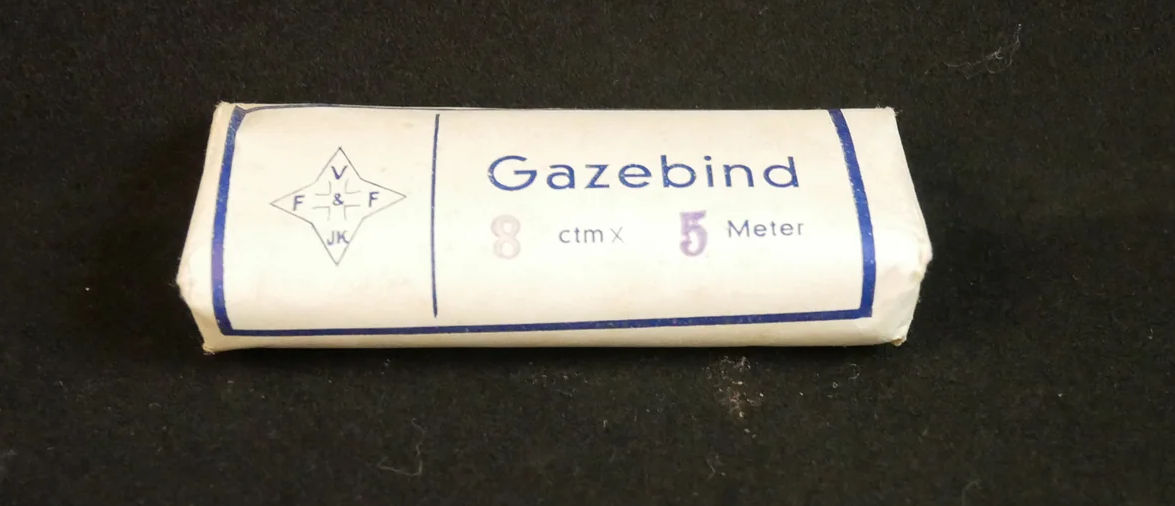 V
F & F
JK
Gazebind
8 ctm x 5 Meter